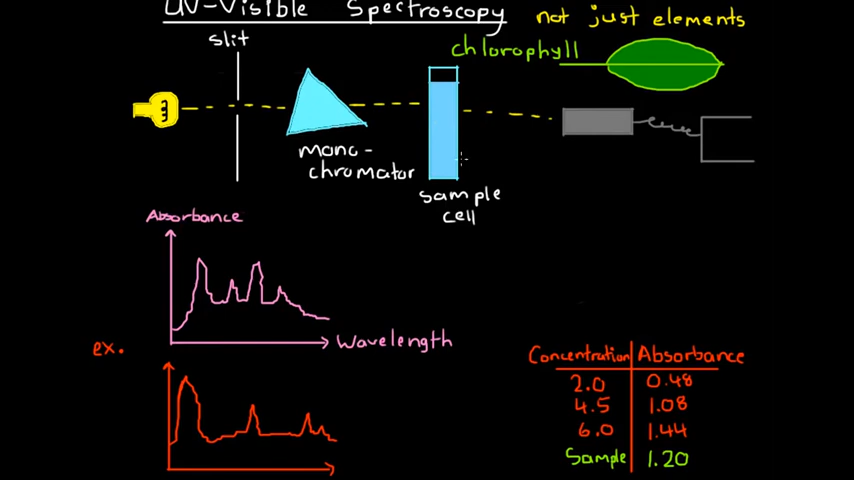 UV-Visible Spectroscopy
not just elements
slit
chlorophyll
mono-
chromator
sample
cell
Absorbance
Wavelength
ex.
Concentration Absorbance
2.0 0.48
4.5 1.08
6.0 1.44
Sample 1.20